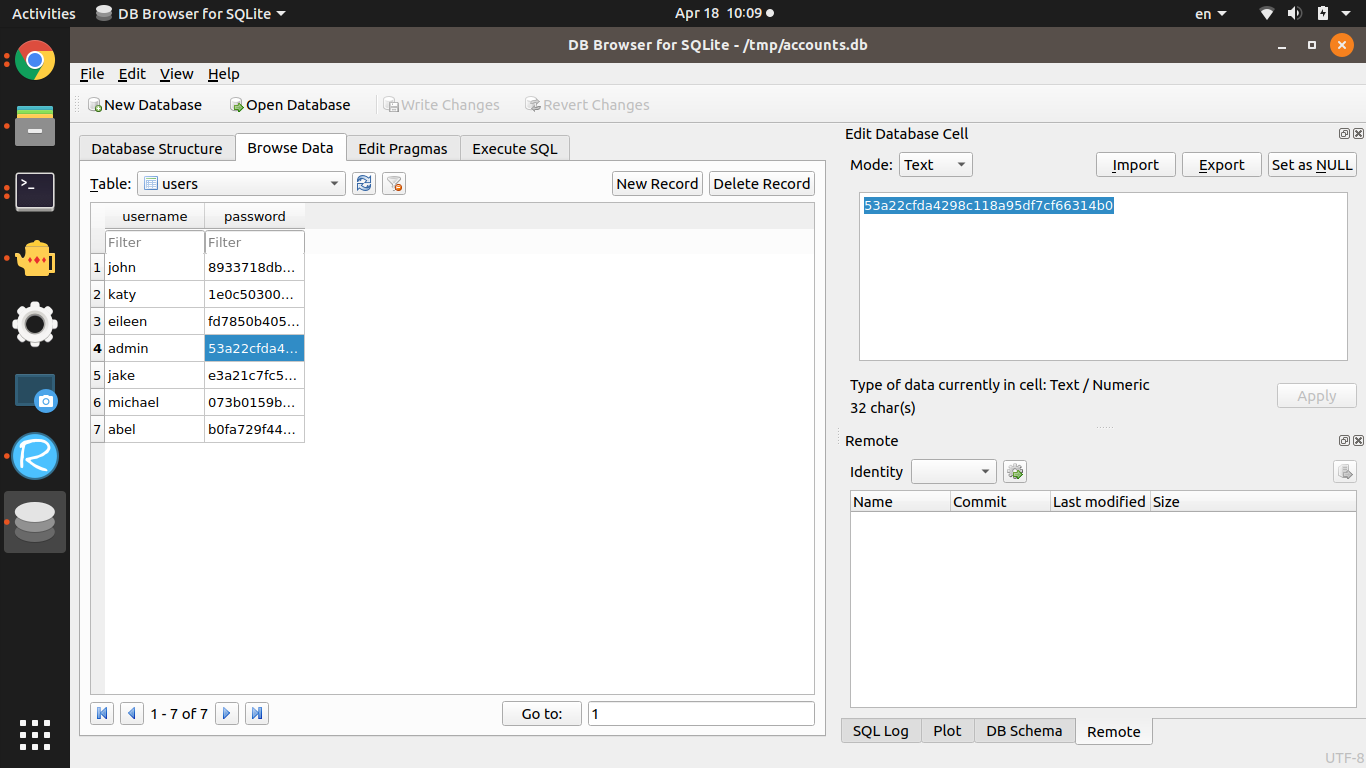 Activities DB Browser for SQLite Apr 18 10:09 en
DB Browser for SQLite - /tmp/accounts.db
File Edit View Help
New Database Open Database Write Changes Revert Changes
Database Structure Browse Data Edit Pragmas Execute SQL
Table: users New Record Delete Record
username password
Filter Filter
1 john 8933718db...
2 katy 1e0c50300...
3 eileen fd7850b405...
4 admin 53a22cfda4...
5 jake e3a21c7fc5...
6 michael 073b0159b...
7 abel b0fa729f44...
1 - 7 of 7 Go to: 1
Edit Database Cell
Mode: Text Import Export Set as NULL
53a22cfda4298c118a95df7cf66314b0
Type of data currently in cell: Text / Numeric
32 char(s)
Apply
Remote
Identity
Name Commit Last modified Size
SQL Log Plot DB Schema Remote
UTF-8